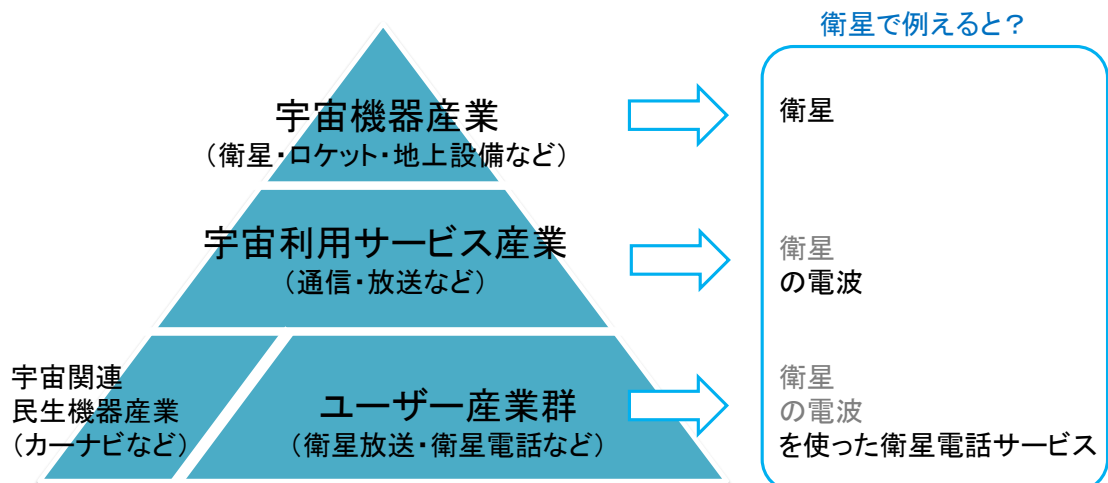 衛星で例えると？
宇宙機器産業
（衛星・ロケット・地上設備など）
衛星
宇宙利用サービス産業
（通信・放送など）
衛星
の電波
宇宙関連
民生機器産業
（カーナビなど）
ユーザー産業群
（衛星放送・衛星電話など）
衛星
の電波
を使った衛星電話サービス